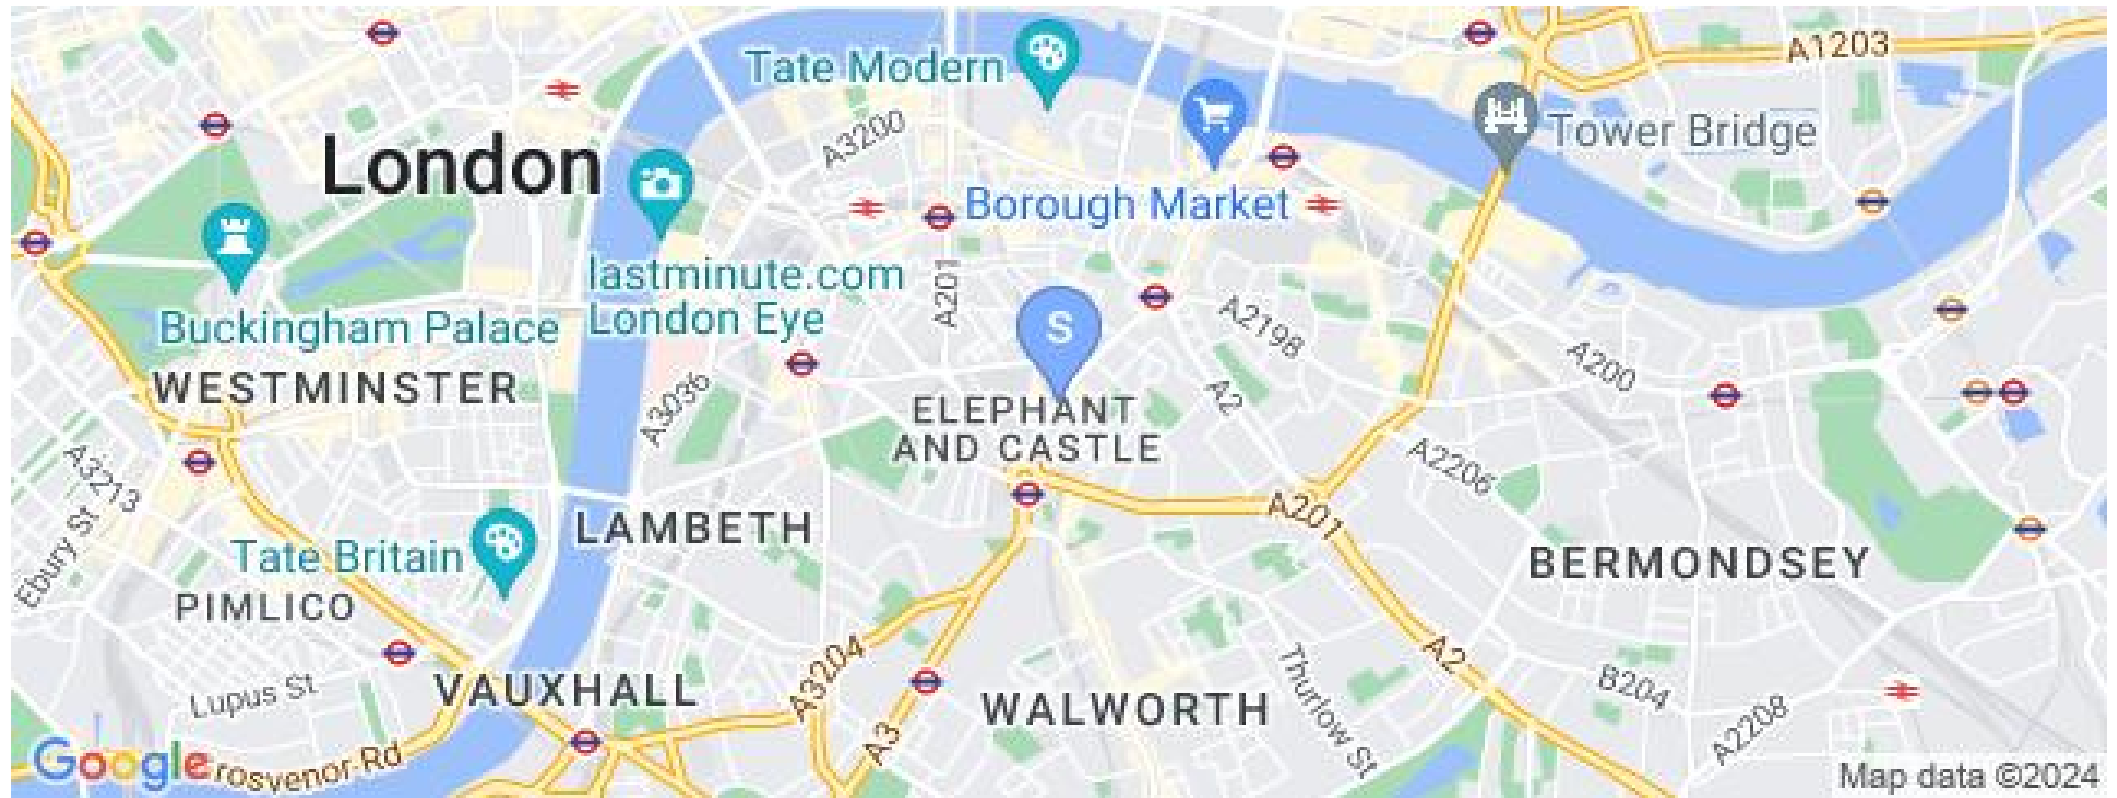 A1203
Tate Modern
Tower Bridge
A3200
London
Borough Market
lastminute.com
London Eye
A201
Buckingham Palace
S
A2198
A200
WESTMINSTER
A3036
A2
ELEPHANT
AND CASTLE
A3213
A2206
A201
Ebury St
LAMBETH
Tate Britain
BERMONDSEY
PIMLICO
A3204
A2
Thurlow St
B204
Lupus St
VAUXHALL
WALWORTH
A3
A2208
Google
rosvenor Rd
Map data ©2024